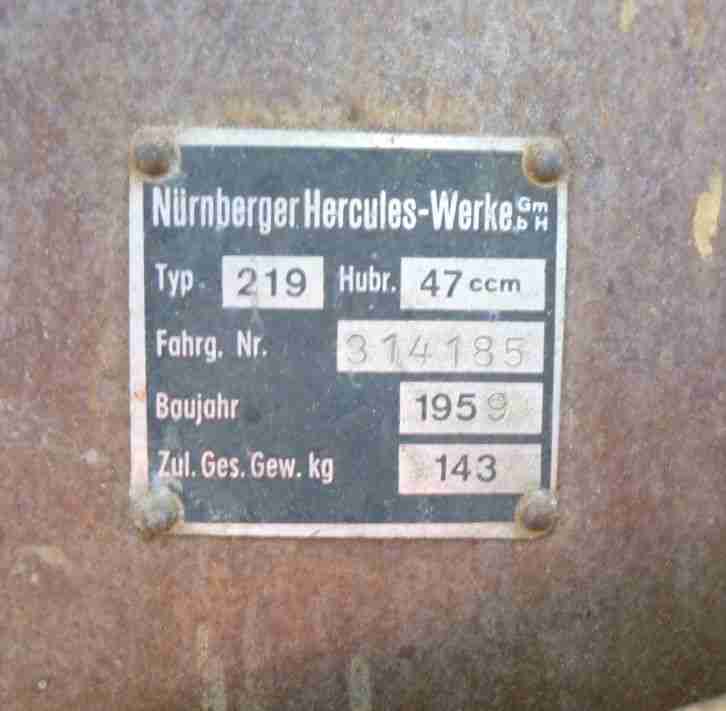 Nürnberger Hercules-Werke GmbH
Typ 219 Hubr. 47 ccm
Fahrg. Nr. 314185
Baujahr 1959
Zul. Ges. Gew. kg 143